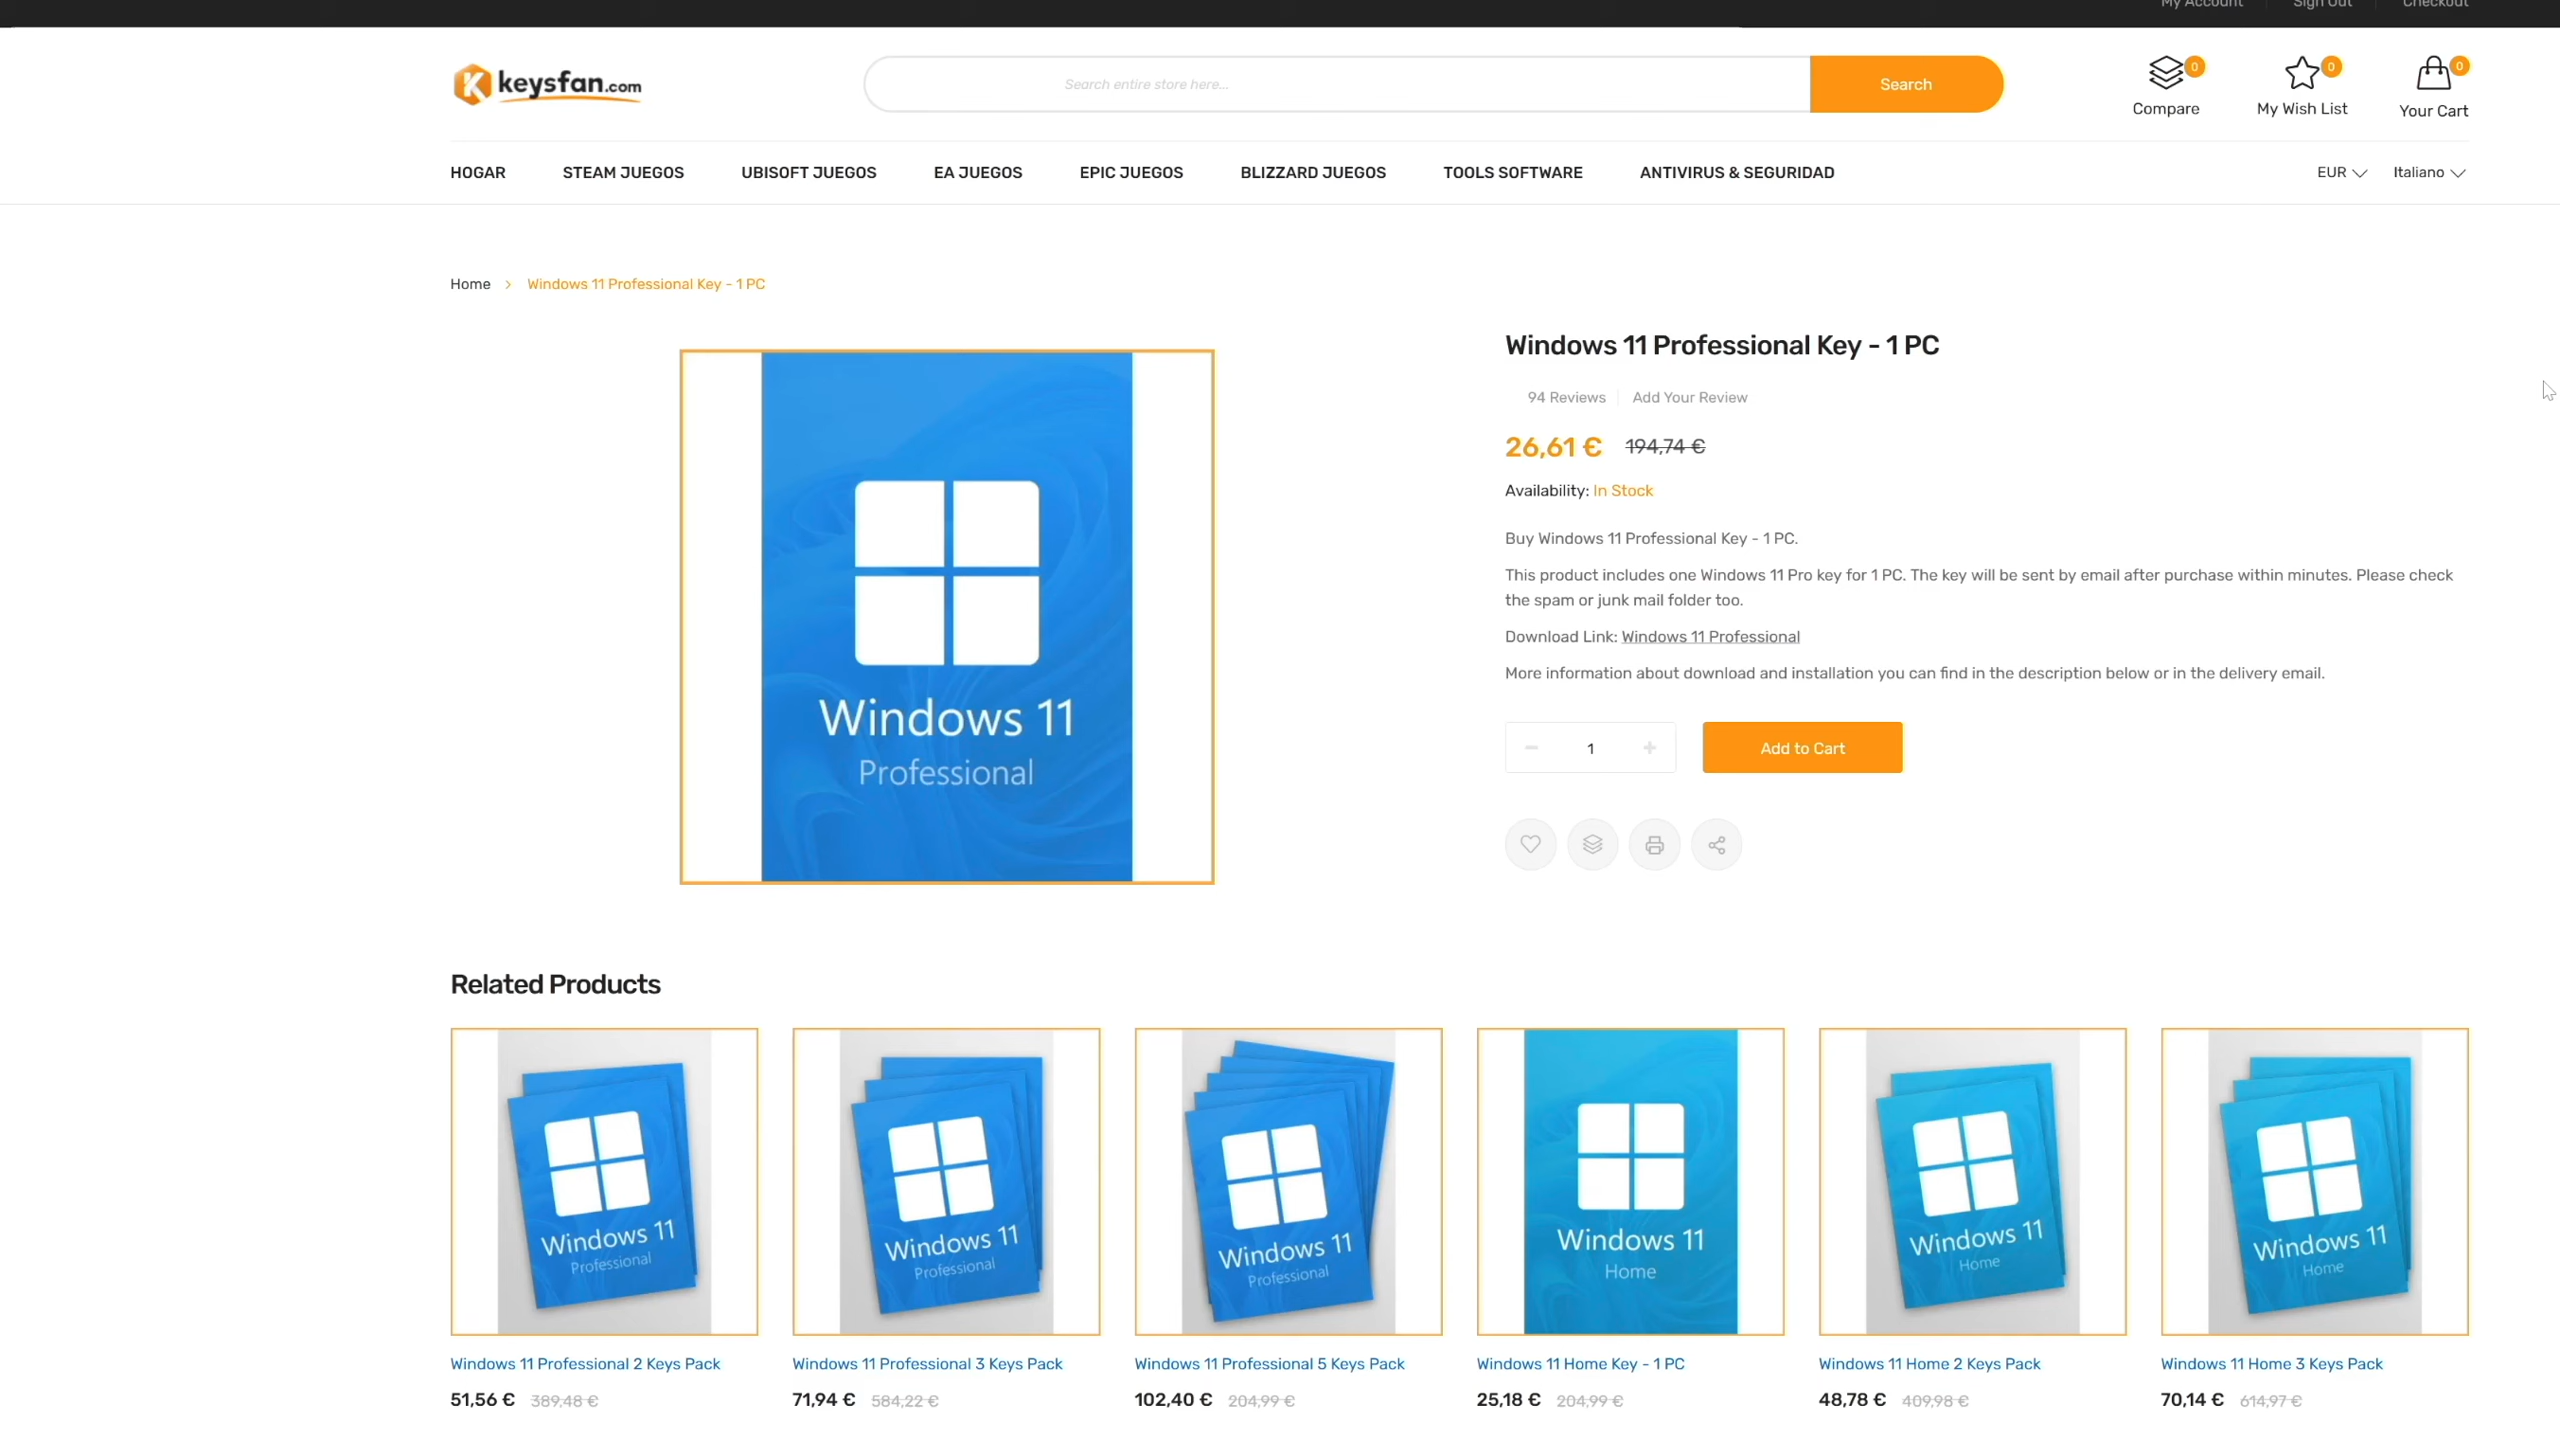 My Account
Sign Out
Checkout
keysfan.com
Search entire store here...
Search
0
Compare
0
My Wish List
0
Your Cart
HOGAR
STEAM JUEGOS
UBISOFT JUEGOS
EA JUEGOS
EPIC JUEGOS
BLIZZARD JUEGOS
TOOLS SOFTWARE
ANTIVIRUS & SEGURIDAD
EUR
Italiano
Home > Windows 11 Professional Key - 1 PC
Windows 11
Professional
Windows 11 Professional Key - 1 PC
94 Reviews
Add Your Review
26,61 € 194,74 €
Availability: In Stock
Buy Windows 11 Professional Key - 1 PC.
This product includes one Windows 11 Pro key for 1 PC. The key will be sent by email after purchase within minutes. Please check
the spam or junk mail folder too.
Download Link: Windows 11 Professional
More information about download and installation you can find in the description below or in the delivery email.
1
Add to Cart
Related Products
Windows 11
Professional
Windows 11 Professional 2 Keys Pack
51,56 € 389,48 €
Windows 11
Professional
Windows 11 Professional 3 Keys Pack
71,94 € 584,22 €
Windows 11
Professional
Windows 11 Professional 5 Keys Pack
102,40 € 204,99 €
Windows 11
Home
Windows 11 Home Key - 1 PC
25,18 € 204,99 €
Windows 11
Home
Windows 11 Home 2 Keys Pack
48,78 € 409,98 €
Windows 11
Home
Windows 11 Home 3 Keys Pack
70,14 € 614,97 €